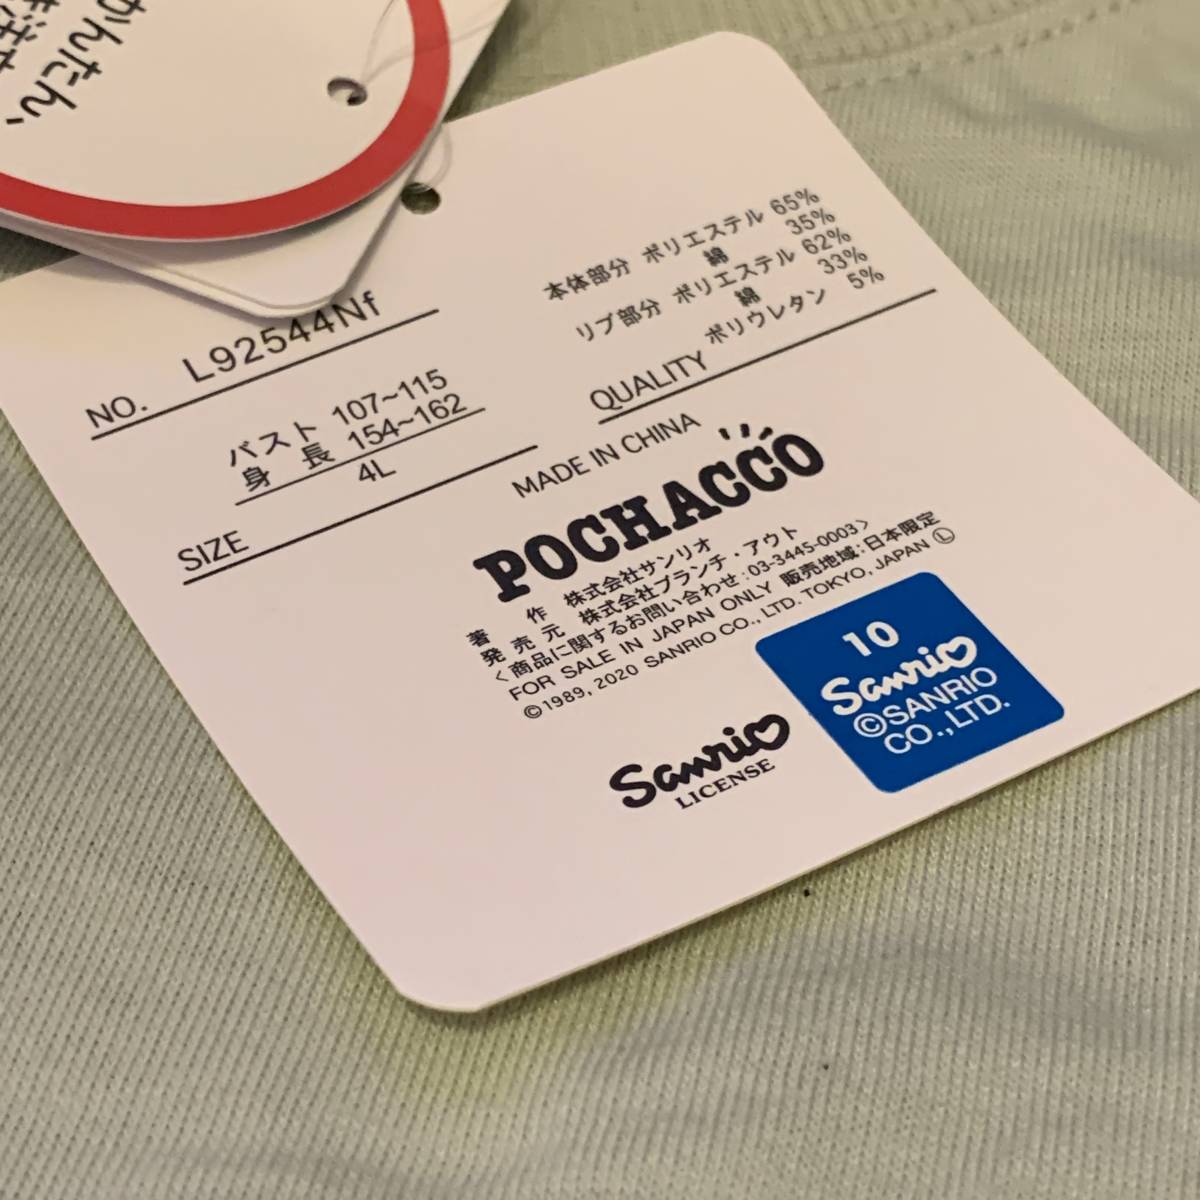 かんたん、
NO. L92544Nf
バスト 107~115
身 長 154~162
4L
SIZE
本体部分 ポリエステル 65%
綿 35%
リブ部分 ポリエステル 62%
綿 33%
ポリウレタン 5%
QUALITY
MADE IN CHINA
POCHACCO
著 作 株式会社サンリオ
発 売 元 株式会社ブランチ・アウト
<商品に関するお問い合わせ:03-3445-0003>
FOR SALE IN JAPAN ONLY 販売地域:日本限定
©1989, 2020 SANRIO CO., LTD. TOKYO, JAPAN Ⓛ
Sanrio
LICENSE
10
Sanrio
©SANRIO
CO.,LTD.